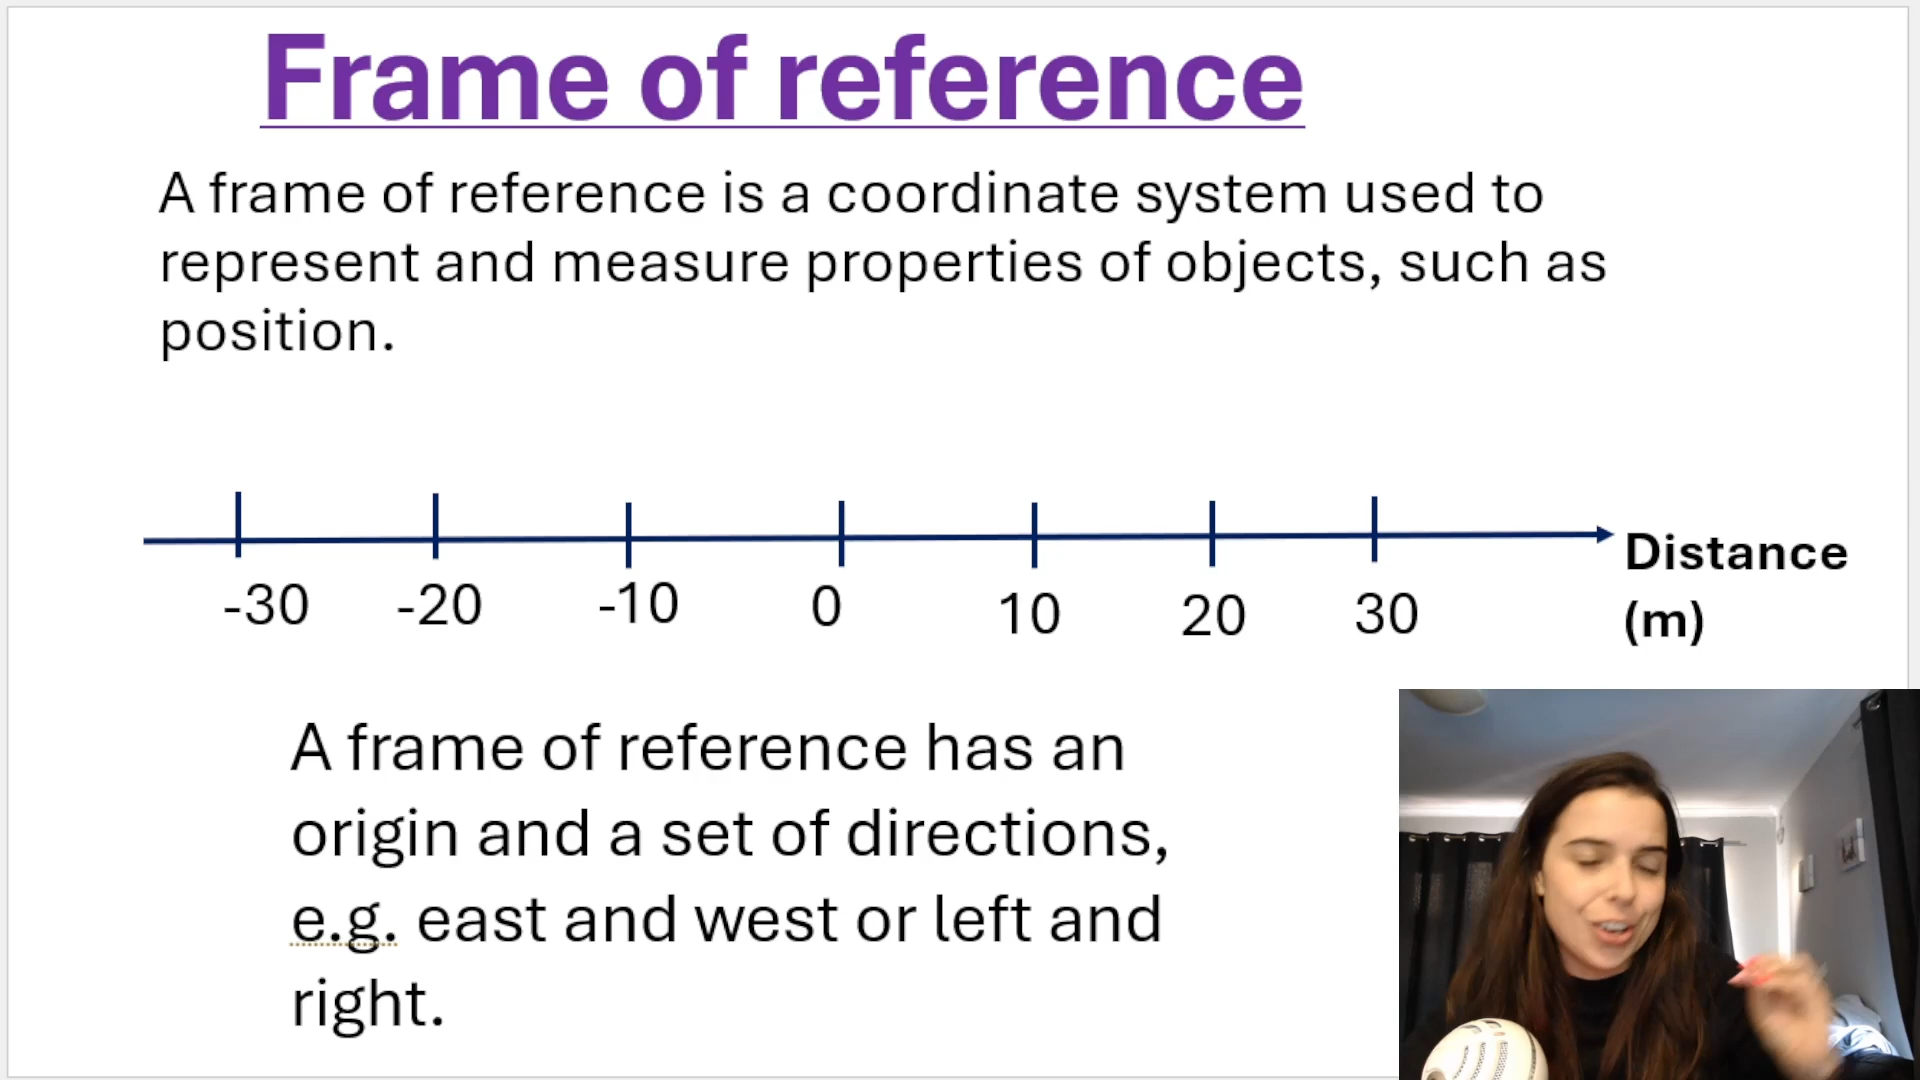 Frame of reference
A frame of reference is a coordinate system used to
represent and measure properties of objects, such as
position.
-30 -20 -10 0 10 20 30
Distance
(m)
A frame of reference has an
origin and a set of directions,
e.g. east and west or left and
right.